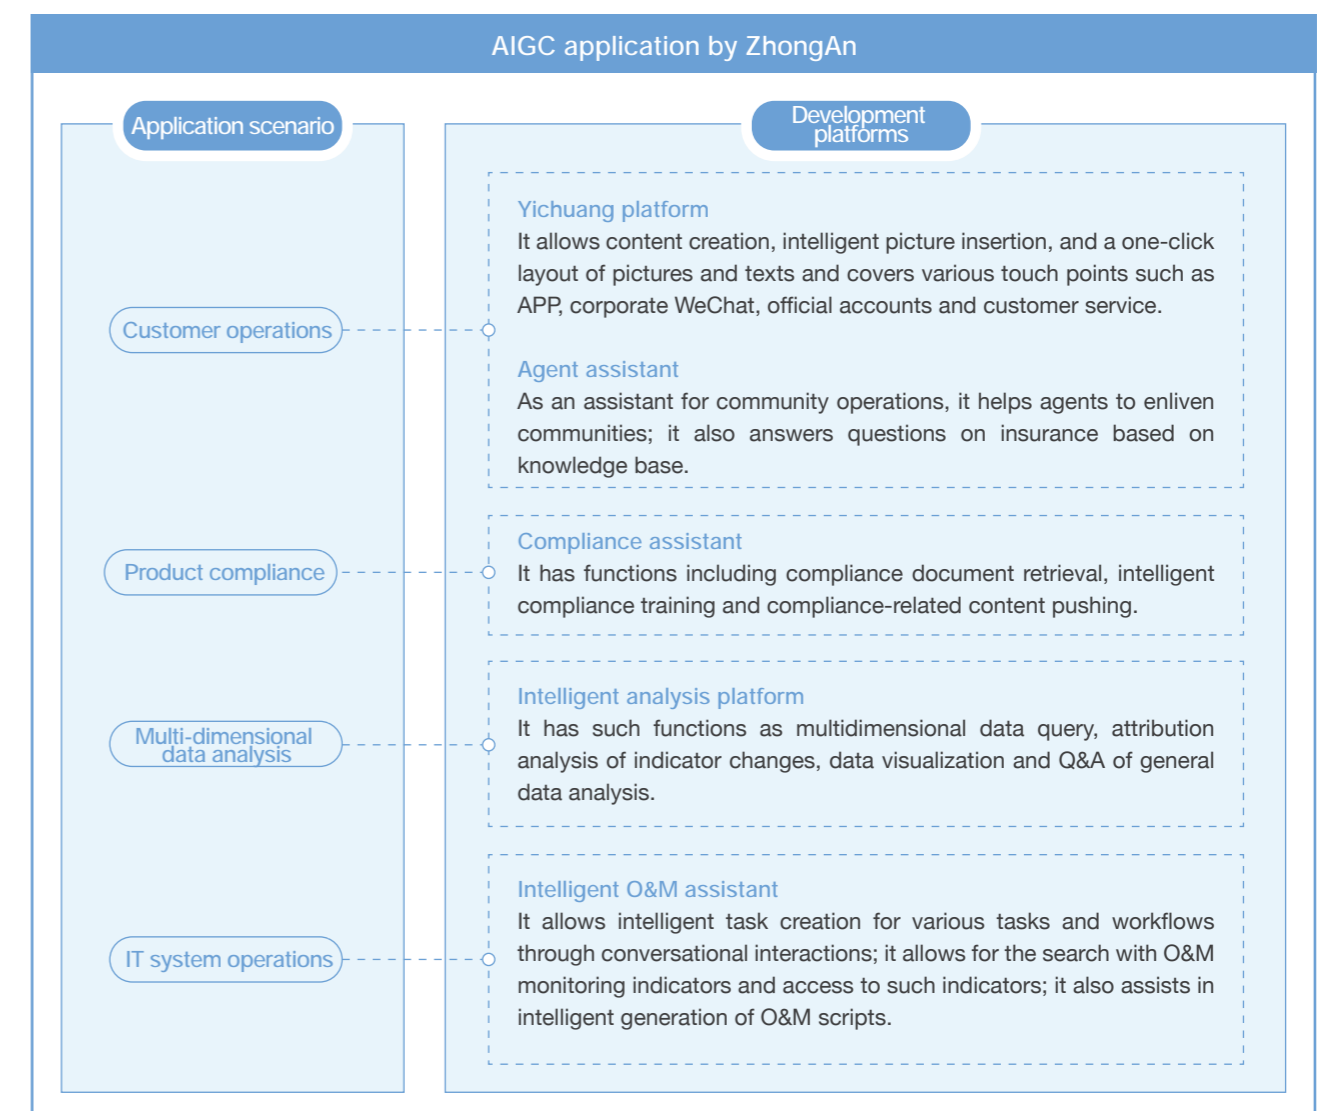 AIGC application by ZhongAn
Application scenario
Development
platforms
Customer operations
Yichuang platform
It allows content creation, intelligent picture insertion, and a one-click
layout of pictures and texts and covers various touch points such as
APP, corporate WeChat, official accounts and customer service.
Agent assistant
As an assistant for community operations, it helps agents to enliven
communities; it also answers questions on insurance based on
knowledge base.
Product compliance
Compliance assistant
It has functions including compliance document retrieval, intelligent
compliance training and compliance-related content pushing.
Multi-dimensional
data analysis
Intelligent analysis platform
It has such functions as multidimensional data query, attribution
analysis of indicator changes, data visualization and Q&A of general
data analysis.
IT system operations
Intelligent O&M assistant
It allows intelligent task creation for various tasks and workflows
through conversational interactions; it allows for the search with O&M
monitoring indicators and access to such indicators; it also assists in
intelligent generation of O&M scripts.